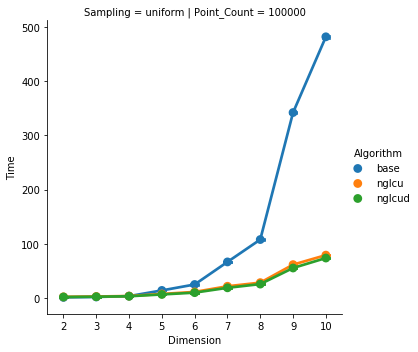 Sampling = uniform | Point_Count = 100000
500
400
300
200
100
0
Time
2 3 4 5 6 7 8 9 10
Dimension
Algorithm
base
nglcu
nglcud